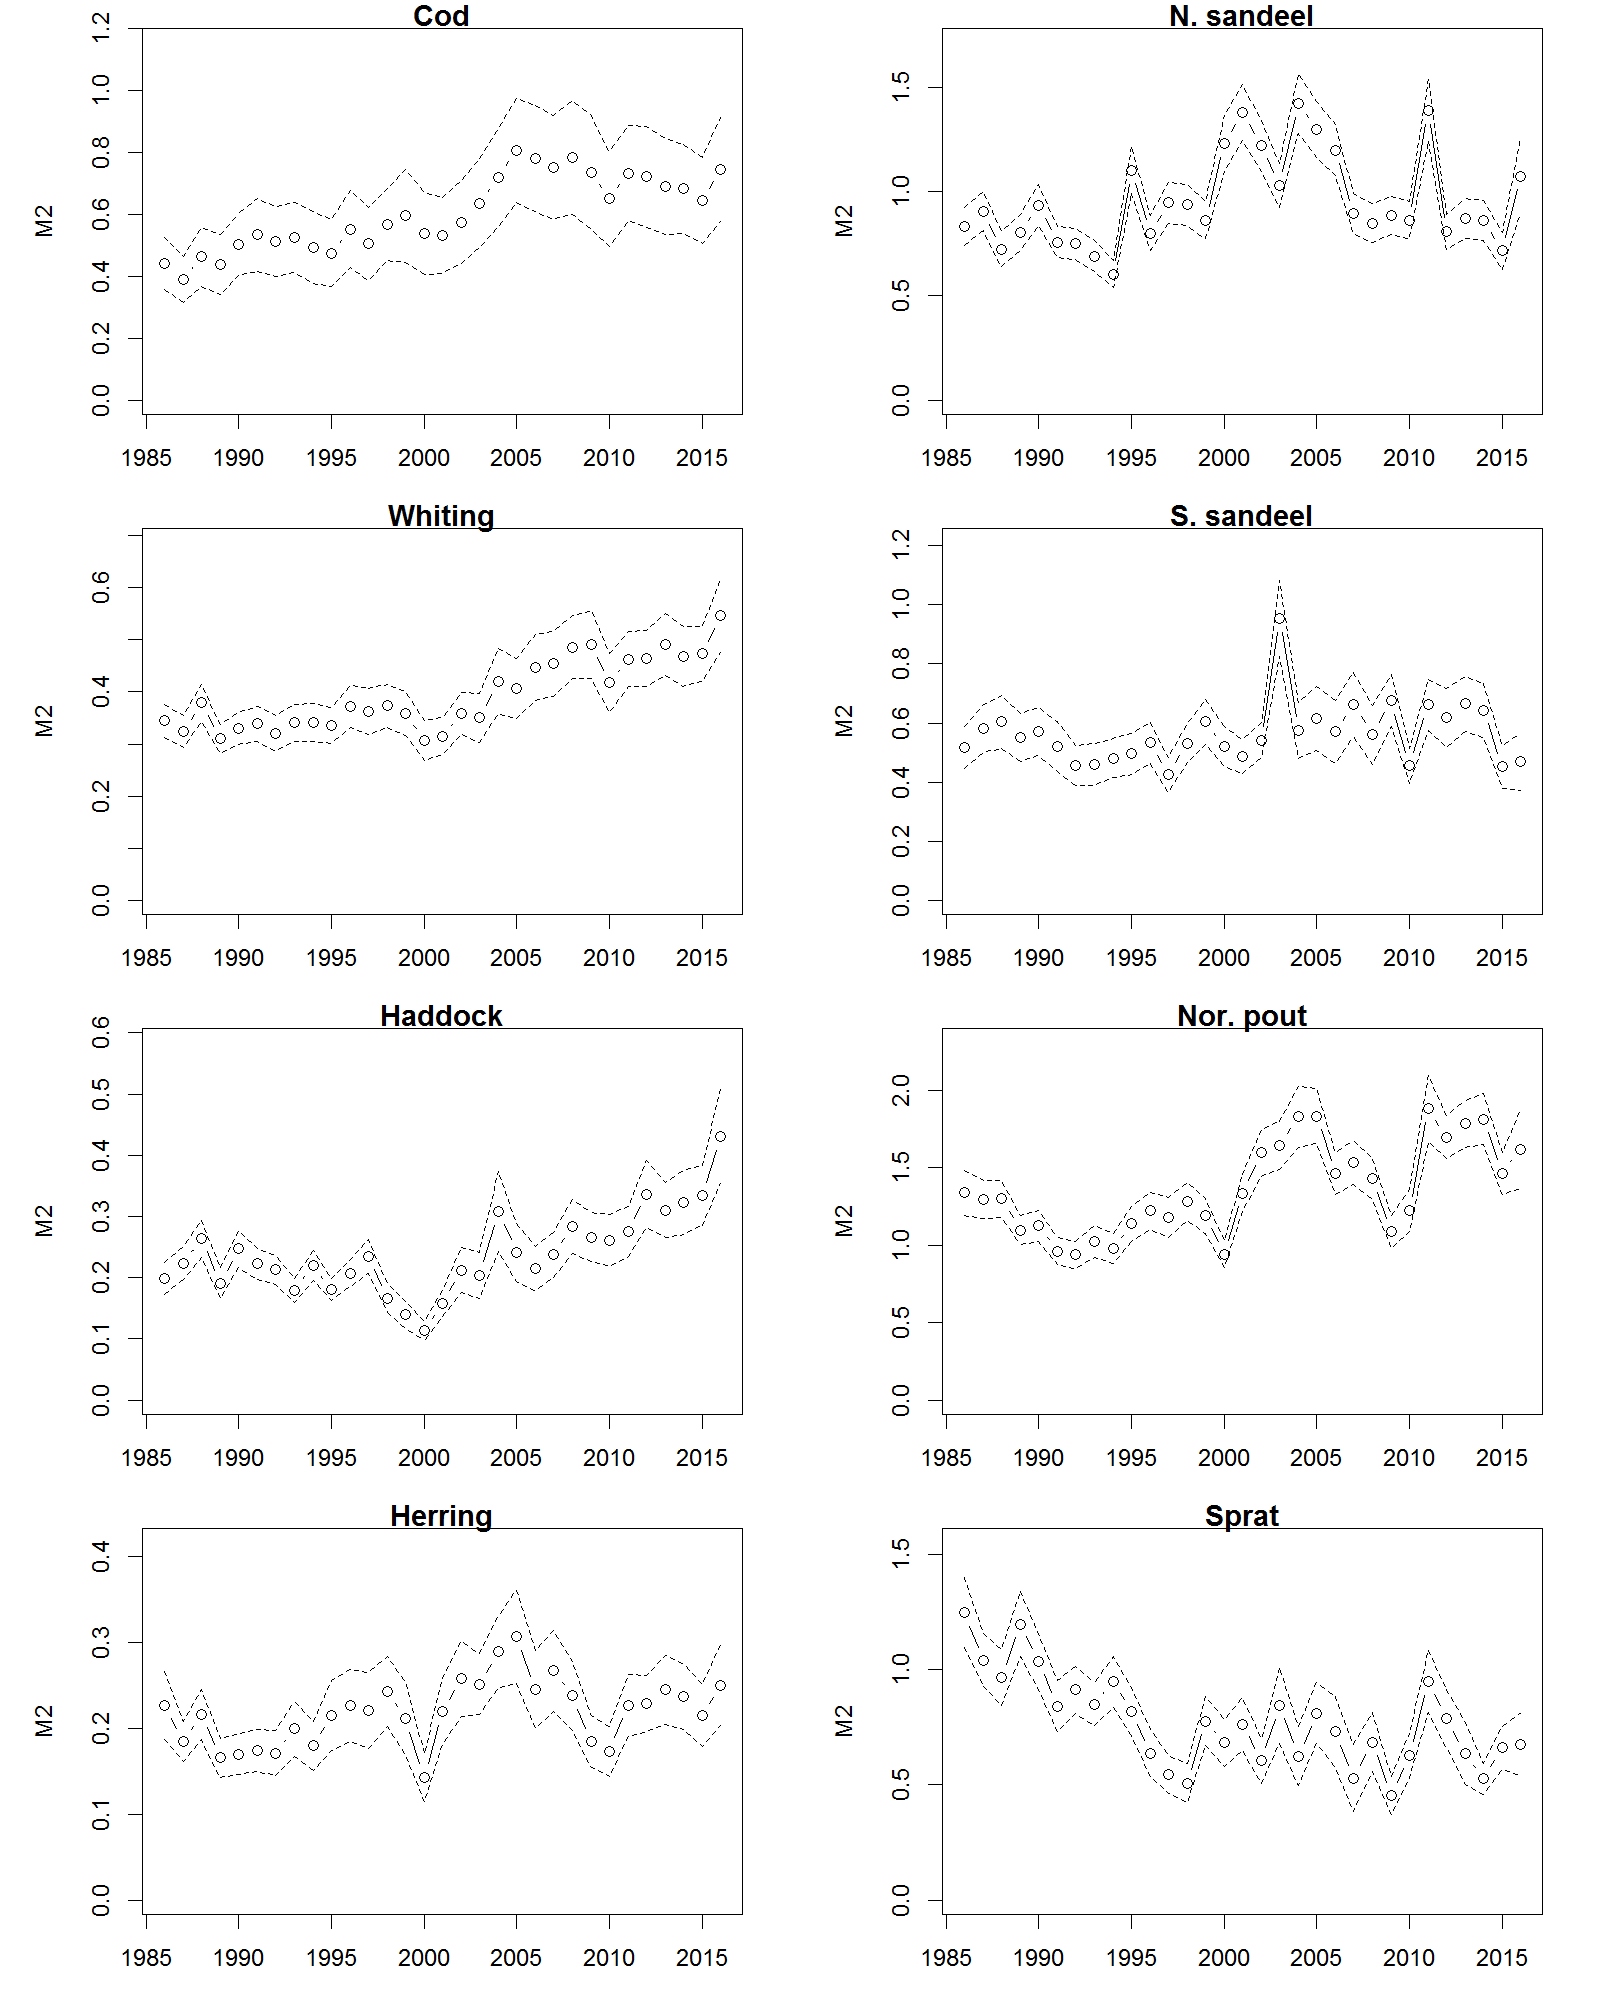 Cod
M2
0.0 0.2 0.4 0.6 0.8 1.0 1.2
1985 1990 1995 2000 2005 2010 2015
N. sandeel
M2
0.0 0.5 1.0 1.5
1985 1990 1995 2000 2005 2010 2015
Whiting
M2
0.0 0.2 0.4 0.6
1985 1990 1995 2000 2005 2010 2015
S. sandeel
M2
0.0 0.2 0.4 0.6 0.8 1.0 1.2
1985 1990 1995 2000 2005 2010 2015
Haddock
M2
0.0 0.1 0.2 0.3 0.4 0.5 0.6
1985 1990 1995 2000 2005 2010 2015
Nor. pout
M2
0.0 0.5 1.0 1.5 2.0
1985 1990 1995 2000 2005 2010 2015
Herring
M2
0.0 0.1 0.2 0.3 0.4
1985 1990 1995 2000 2005 2010 2015
Sprat
M2
0.0 0.5 1.0 1.5
1985 1990 1995 2000 2005 2010 2015